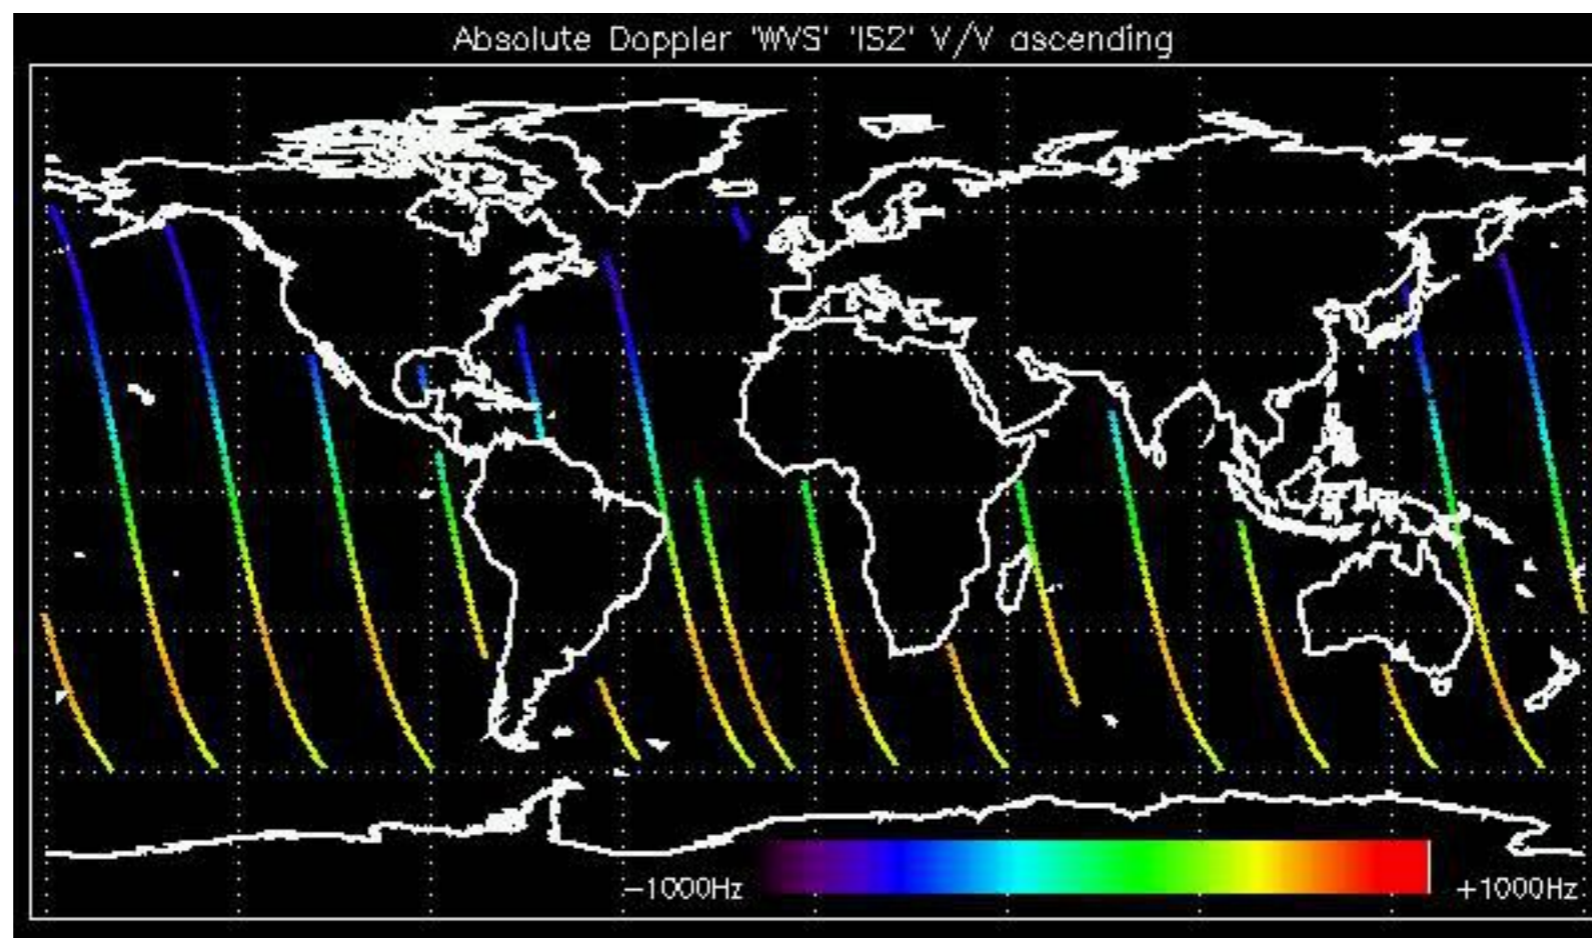 Absolute Doppler 'WVS' 'IS2' V/V ascending
-1000Hz +1000Hz